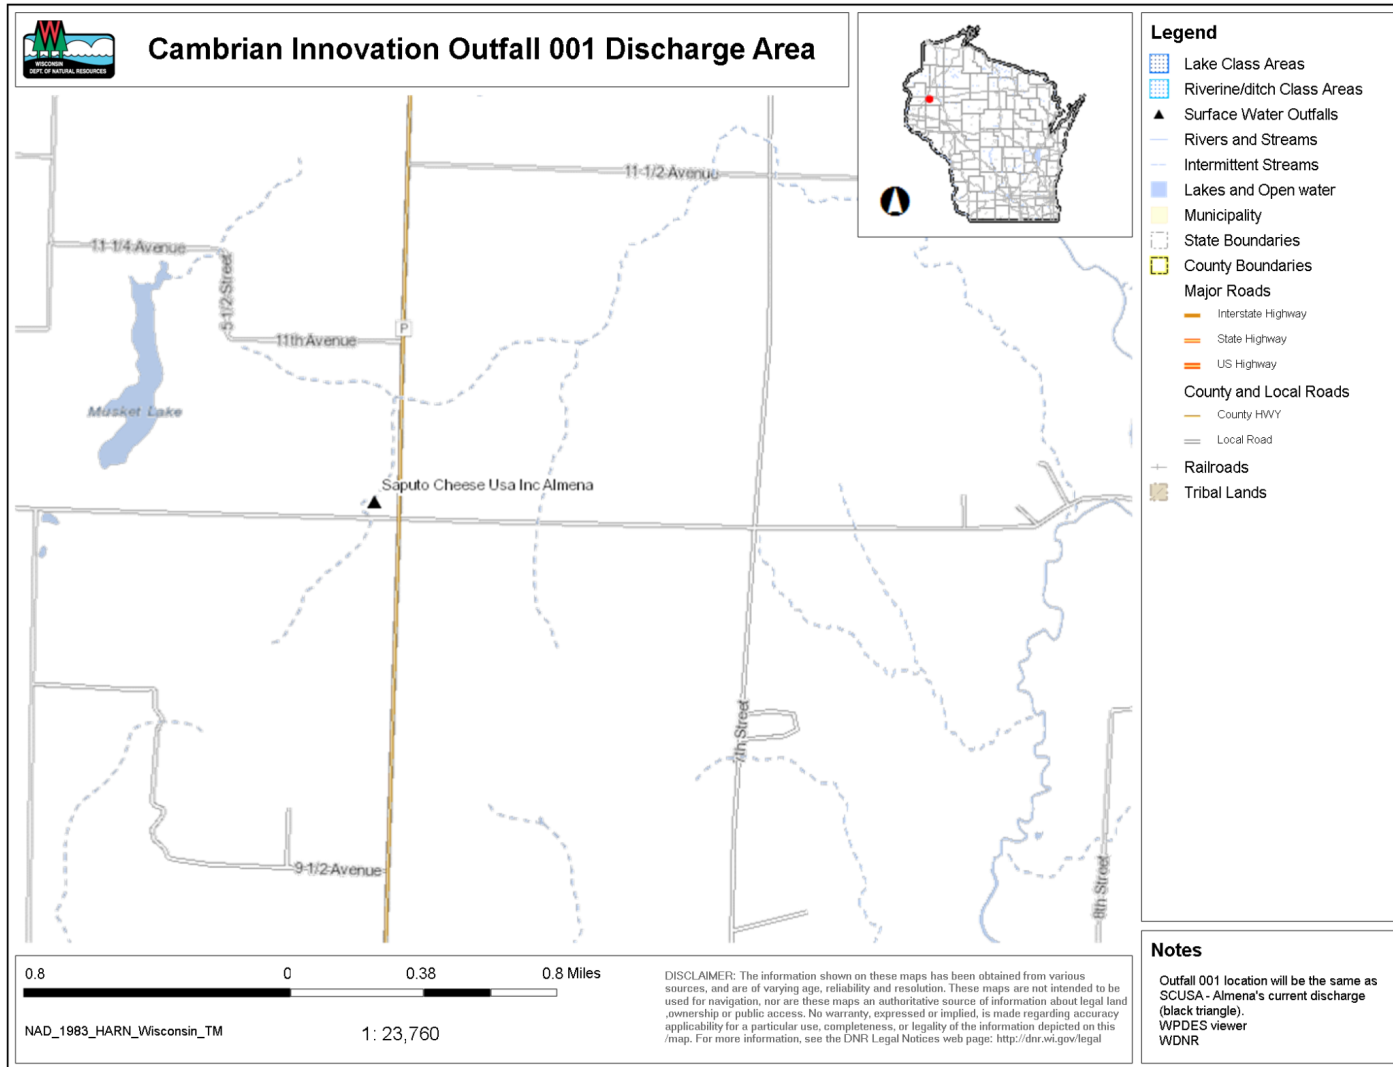 WISCONSIN
DEPT. OF NATURAL RESOURCES
Cambrian Innovation Outfall 001 Discharge Area
11-1/2 Avenue
11-1/4 Avenue
5-1/2 Street
11th Avenue
P
Musket Lake
Saputo Cheese Usa Inc Almena
7th Street
9-1/2 Avenue
8th Street
Legend
Lake Class Areas
Riverine/ditch Class Areas
Surface Water Outfalls
Rivers and Streams
Intermittent Streams
Lakes and Open water
Municipality
State Boundaries
County Boundaries
Major Roads
Interstate Highway
State Highway
US Highway
County and Local Roads
County HWY
Local Road
Railroads
Tribal Lands
0.8 0 0.38 0.8 Miles
NAD_1983_HARN_Wisconsin_TM
1: 23,760
DISCLAIMER: The information shown on these maps has been obtained from various
sources, and are of varying age, reliability and resolution. These maps are not intended to be
used for navigation, nor are these maps an authoritative source of information about legal land
,ownership or public access. No warranty, expressed or implied, is made regarding accuracy
applicability for a particular use, completeness, or legality of the information depicted on this
/map. For more information, see the DNR Legal Notices web page: http://dnr.wi.gov/legal
Notes
Outfall 001 location will be the same as
SCUSA - Almena's current discharge
(black triangle).
WPDES viewer
WDNR